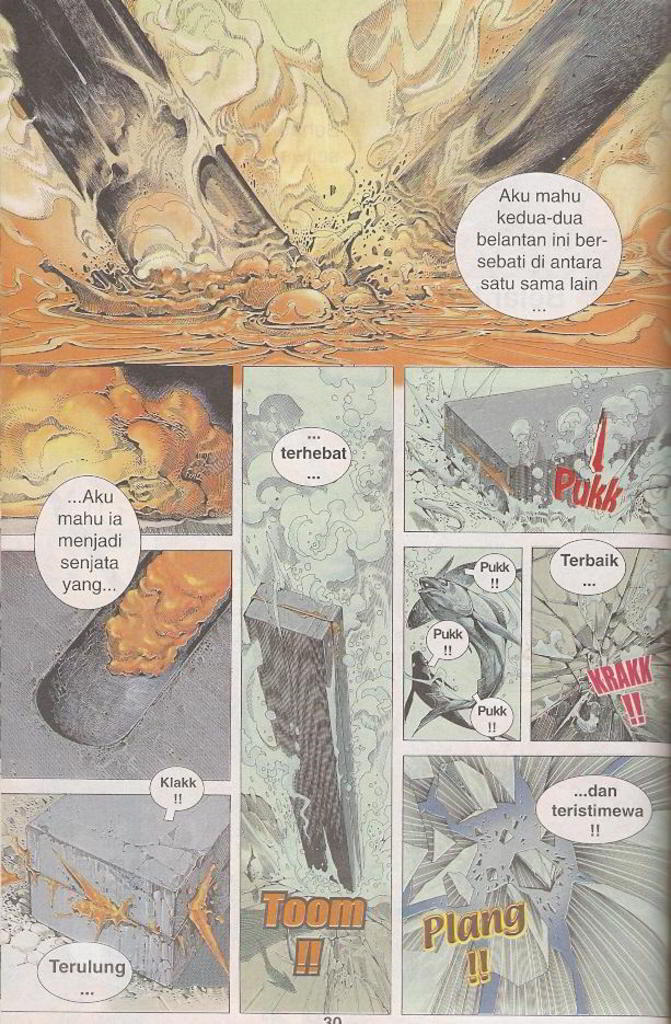 Aku mahu
kedua-dua
belantan ini ber-
sebati di antara
satu sama lain
...
...Aku
mahu ia
menjadi
senjata
yang...
Klakk
!!
Terulung
...
...
terhebat
...
Toom
!!
Pukk
Pukk
!!
Pukk
!!
Pukk
!!
Terbaik
...
KRAKK
!!
...dan
teristimewa
!!
Plang
!!
30